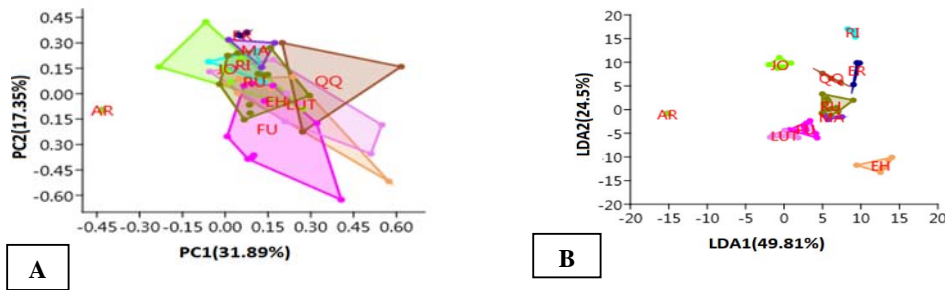 0.45
0.30
0.15
0.00
0.15
0.30
0.45
-0.60
PC2(17.35%)
ER
MA
JO
RI
RU
QQ
EH
LUT
FU
AR
-0.45
-0.30
-0.15
0.00
0.15
0.30
0.45
0.60
PC1(31.89%)
A
20
15
10
5
0
-5
-10
-15
-20
LDA2(24.5%)
RI
JO
QQ
ER
MA
LUT
AR
EH
-20
-15
-10
-5
0
5
10
15
20
LDA1(49.81%)
B